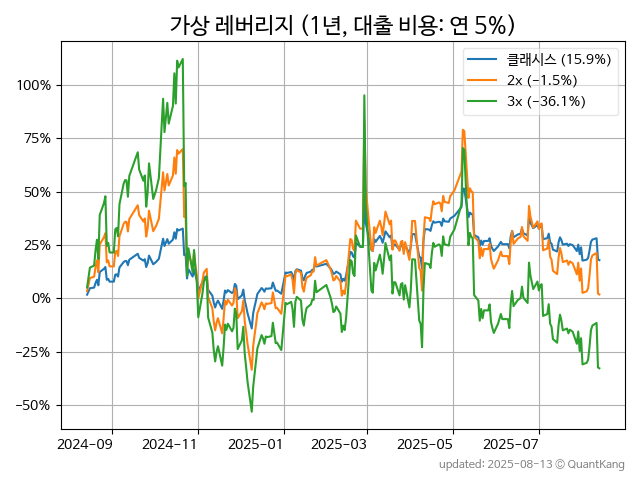 가상 레버리지 (1년, 대출 비용: 연 5%)
클래시스 (15.9%)
2x (−1.5%)
3x (−36.1%)
100%
75%
50%
25%
0%
−25%
−50%
2024-09
2024-11
2025-01
2025-03
2025-05
2025-07
updated: 2025-08-13 ⓒ QuantKang